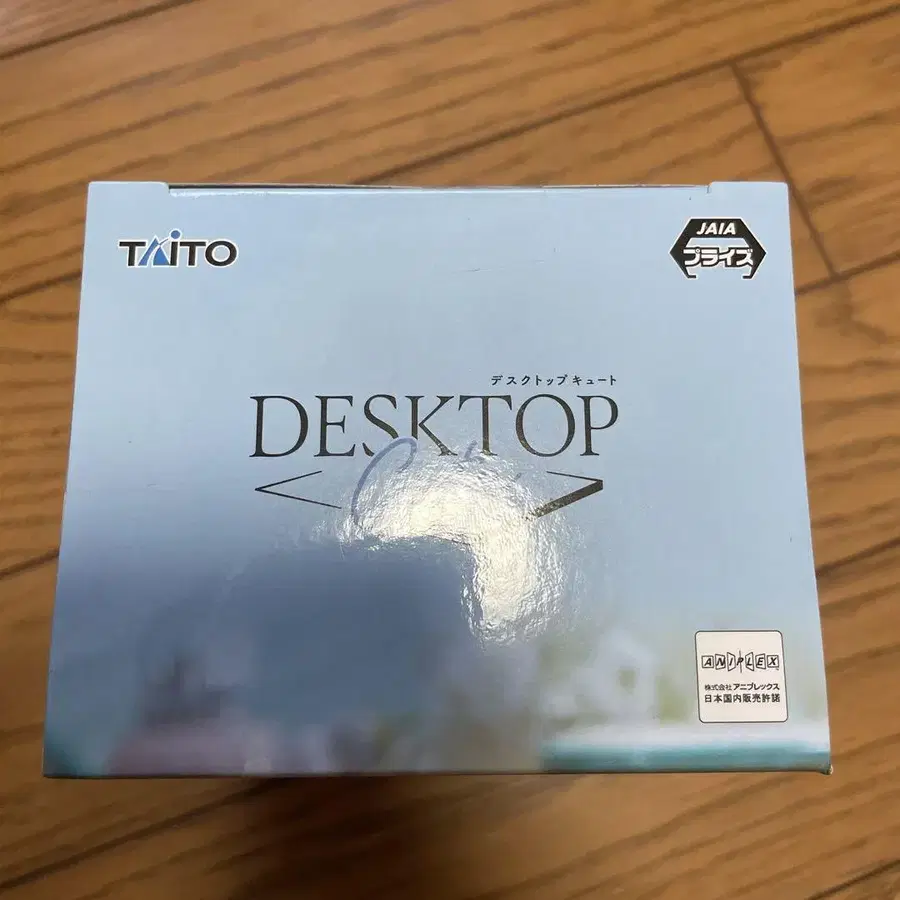 TAITO
JAIA
プライズ
デスクトップキュート
DESKTOP
ANIPLEX
株式会社アニプレックス
日本国内販売許諾